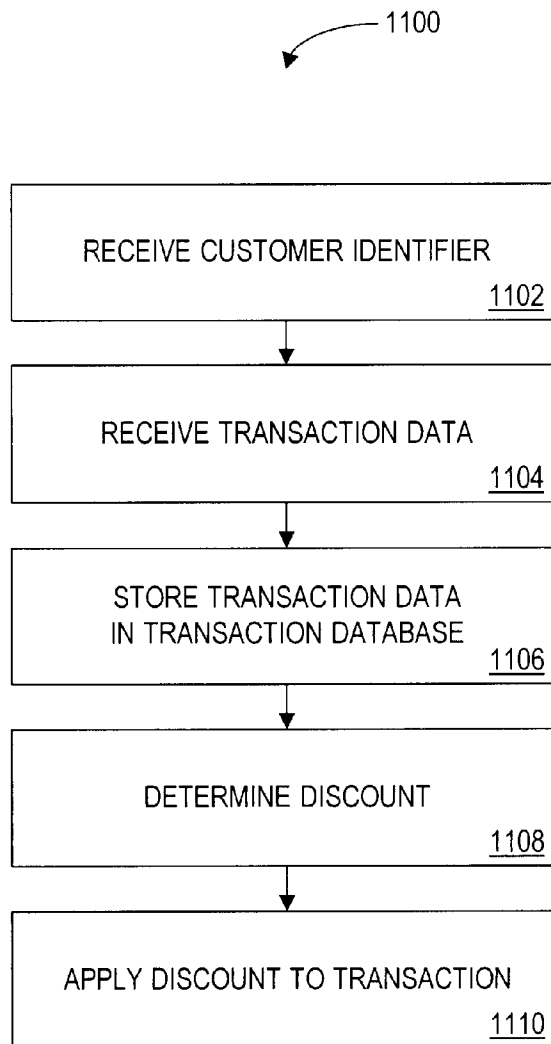 1100
RECEIVE CUSTOMER IDENTIFIER
1102
RECEIVE TRANSACTION DATA
1104
STORE TRANSACTION DATA
IN TRANSACTION DATABASE
1106
DETERMINE DISCOUNT
1108
APPLY DISCOUNT TO TRANSACTION
1110